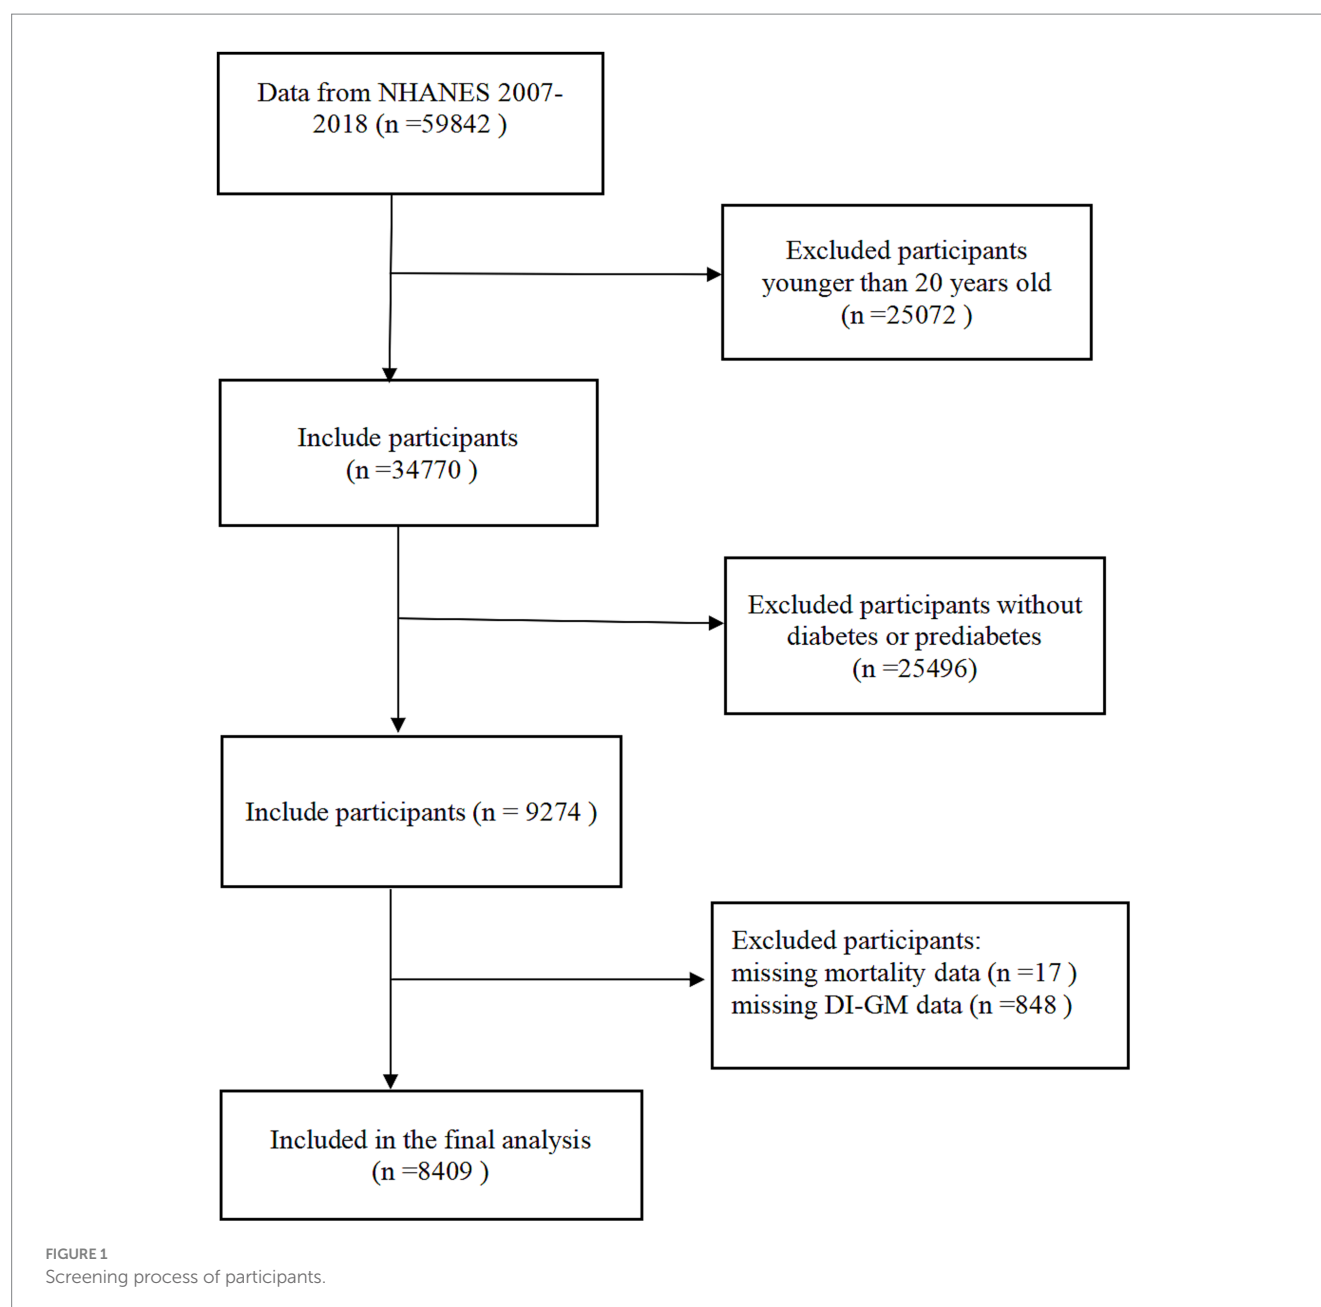 Data from NHANES 2007-
2018 (n =59842 )
Excluded participants
younger than 20 years old
(n =25072 )
Include participants
(n =34770 )
Excluded participants without
diabetes or prediabetes
(n =25496)
Include participants (n = 9274 )
Excluded participants:
missing mortality data (n =17 )
missing DI-GM data (n =848 )
Included in the final analysis
(n =8409 )
FIGURE 1
Screening process of participants.